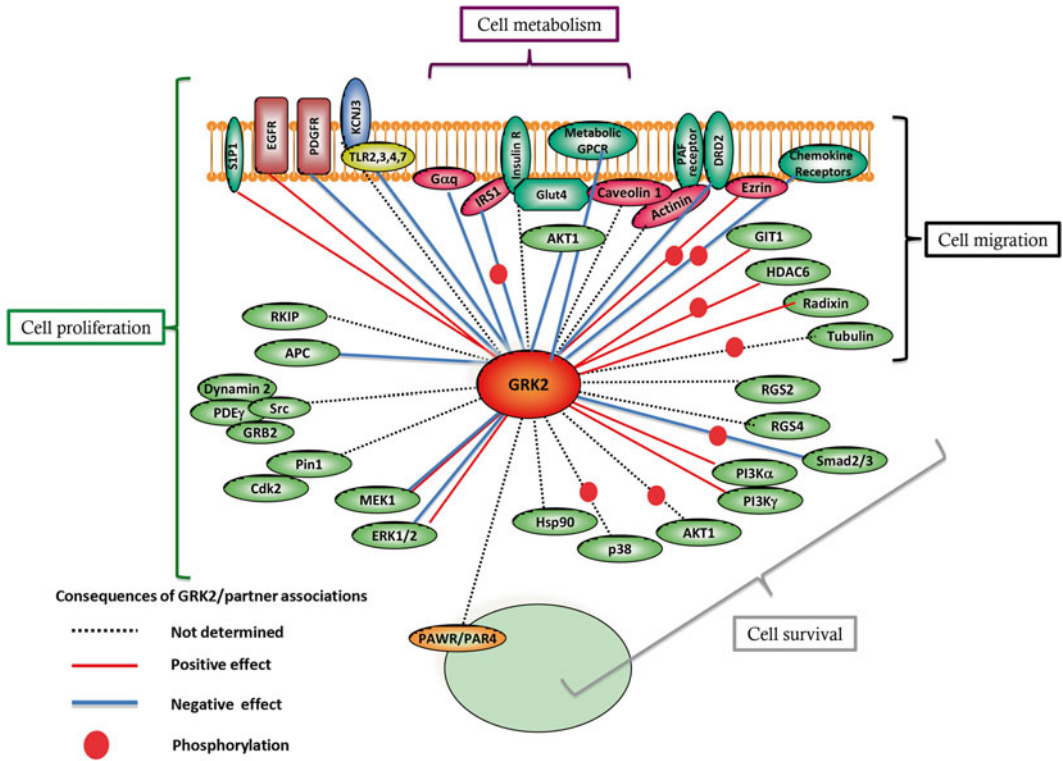 Cell metabolism
S1P1
EGFR
PDGFR
KCNJ3
TLR2,3,4,7
Gαq
IRS1
Insulin R
Glut4
Metabolic
GPCR
Caveolin 1
Actinin
PAF
receptor
DRD2
Ezrin
Chemokine
Receptors
AKT1
GIT1
HDAC6
Radixin
Tubulin
Cell migration
Cell proliferation
RKIP
APC
GRK2
Dynamin 2
PDEγ
Src
GRB2
Pin1
Cdk2
MEK1
ERK1/2
RGS2
RGS4
Smad2/3
PI3Kα
PI3Kγ
Hsp90
p38
AKT1
PAWR/PAR4
Cell survival
Consequences of GRK2/partner associations
Not determined
Positive effect
Negative effect
Phosphorylation